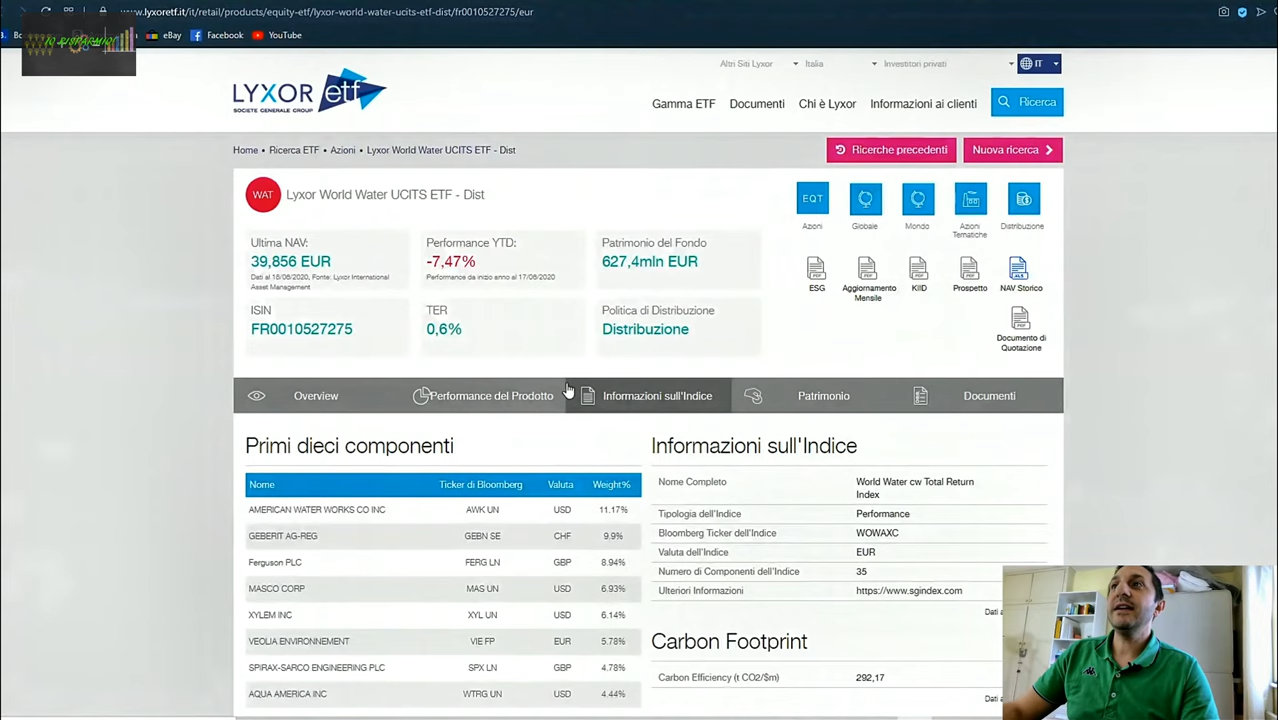 www.lyxoretf.it/it/retail/products/equity-etf/lyxor-world-water-ucits-etf-dist/fr0010527275/eur
eBay Facebook YouTube
IO RISPARMIO
Altri Siti Lyxor Italia Investitori privati IT
LYXOR etf
SOCIETE GENERALE GROUP
Gamma ETF Documenti Chi è Lyxor Informazioni ai clienti Ricerca
Home • Ricerca ETF • Azioni • Lyxor World Water UCITS ETF - Dist
Ricerche precedenti Nuova ricerca
WAT Lyxor World Water UCITS ETF - Dist
Ultima NAV:
39,856 EUR
Dati al 18/06/2020, Fonte: Lyxor International
Asset Management
Performance YTD:
-7,47%
Performance da inizio anno al 17/06/2020
Patrimonio del Fondo
627,4mln EUR
ISIN
FR0010527275
TER
0,6%
Politica di Distribuzione
Distribuzione
EQT
Azioni Globale Mondo Azioni Tematiche Distribuzione
PDF PDF PDF PDF XLS
ESG Aggiornamento Mensile KIID Prospetto NAV Storico
PDF
Documento di
Quotazione
Overview Performance del Prodotto Informazioni sull'Indice Patrimonio Documenti
Primi dieci componenti
Nome Ticker di Bloomberg Valuta Weight%
AMERICAN WATER WORKS CO INC AWK UN USD 11.17%
GEBERIT AG-REG GEBN SE CHF 9.9%
Ferguson PLC FERG LN GBP 8.94%
MASCO CORP MAS UN USD 6.93%
XYLEM INC XYL UN USD 6.14%
VEOLIA ENVIRONNEMENT VIE FP EUR 5.78%
SPIRAX-SARCO ENGINEERING PLC SPX LN GBP 4.78%
AQUA AMERICA INC WTRG UN USD 4.44%
Informazioni sull'Indice
Nome Completo World Water cw Total Return
Index
Tipologia dell'Indice Performance
Bloomberg Ticker dell'Indice WOWAXC
Valuta dell'Indice EUR
Numero di Componenti dell'Indice 35
Ulteriori Informazioni https://www.sgindex.com
Dati a
Carbon Footprint
Carbon Efficiency (t CO2/$m) 292,17
Dati a